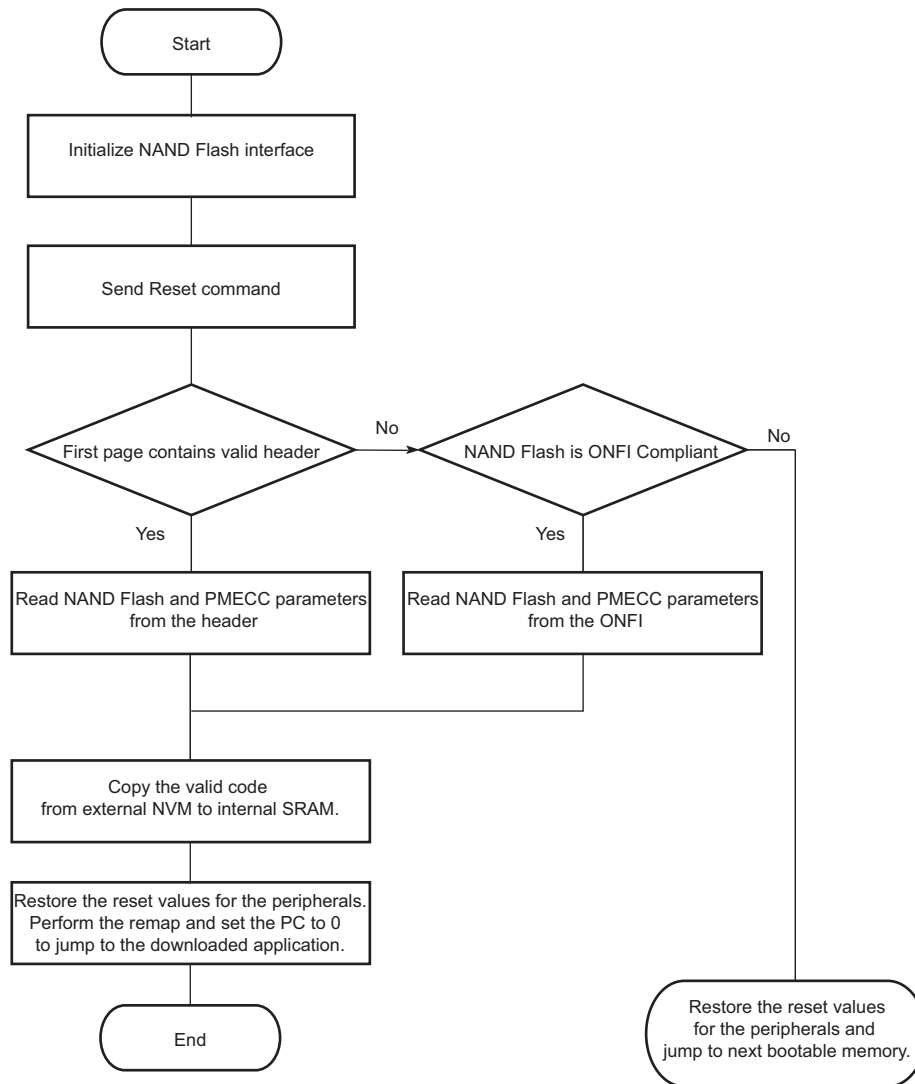 Start
Initialize NAND Flash interface
Send Reset command
First page contains valid header
No
NAND Flash is ONFI Compliant
No
Yes
Yes
Read NAND Flash and PMECC parameters
from the header
Read NAND Flash and PMECC parameters
from the ONFI
Copy the valid code
from external NVM to internal SRAM.
Restore the reset values for the peripherals.
Perform the remap and set the PC to 0
to jump to the downloaded application.
End
Restore the reset values
for the peripherals and
jump to next bootable memory.